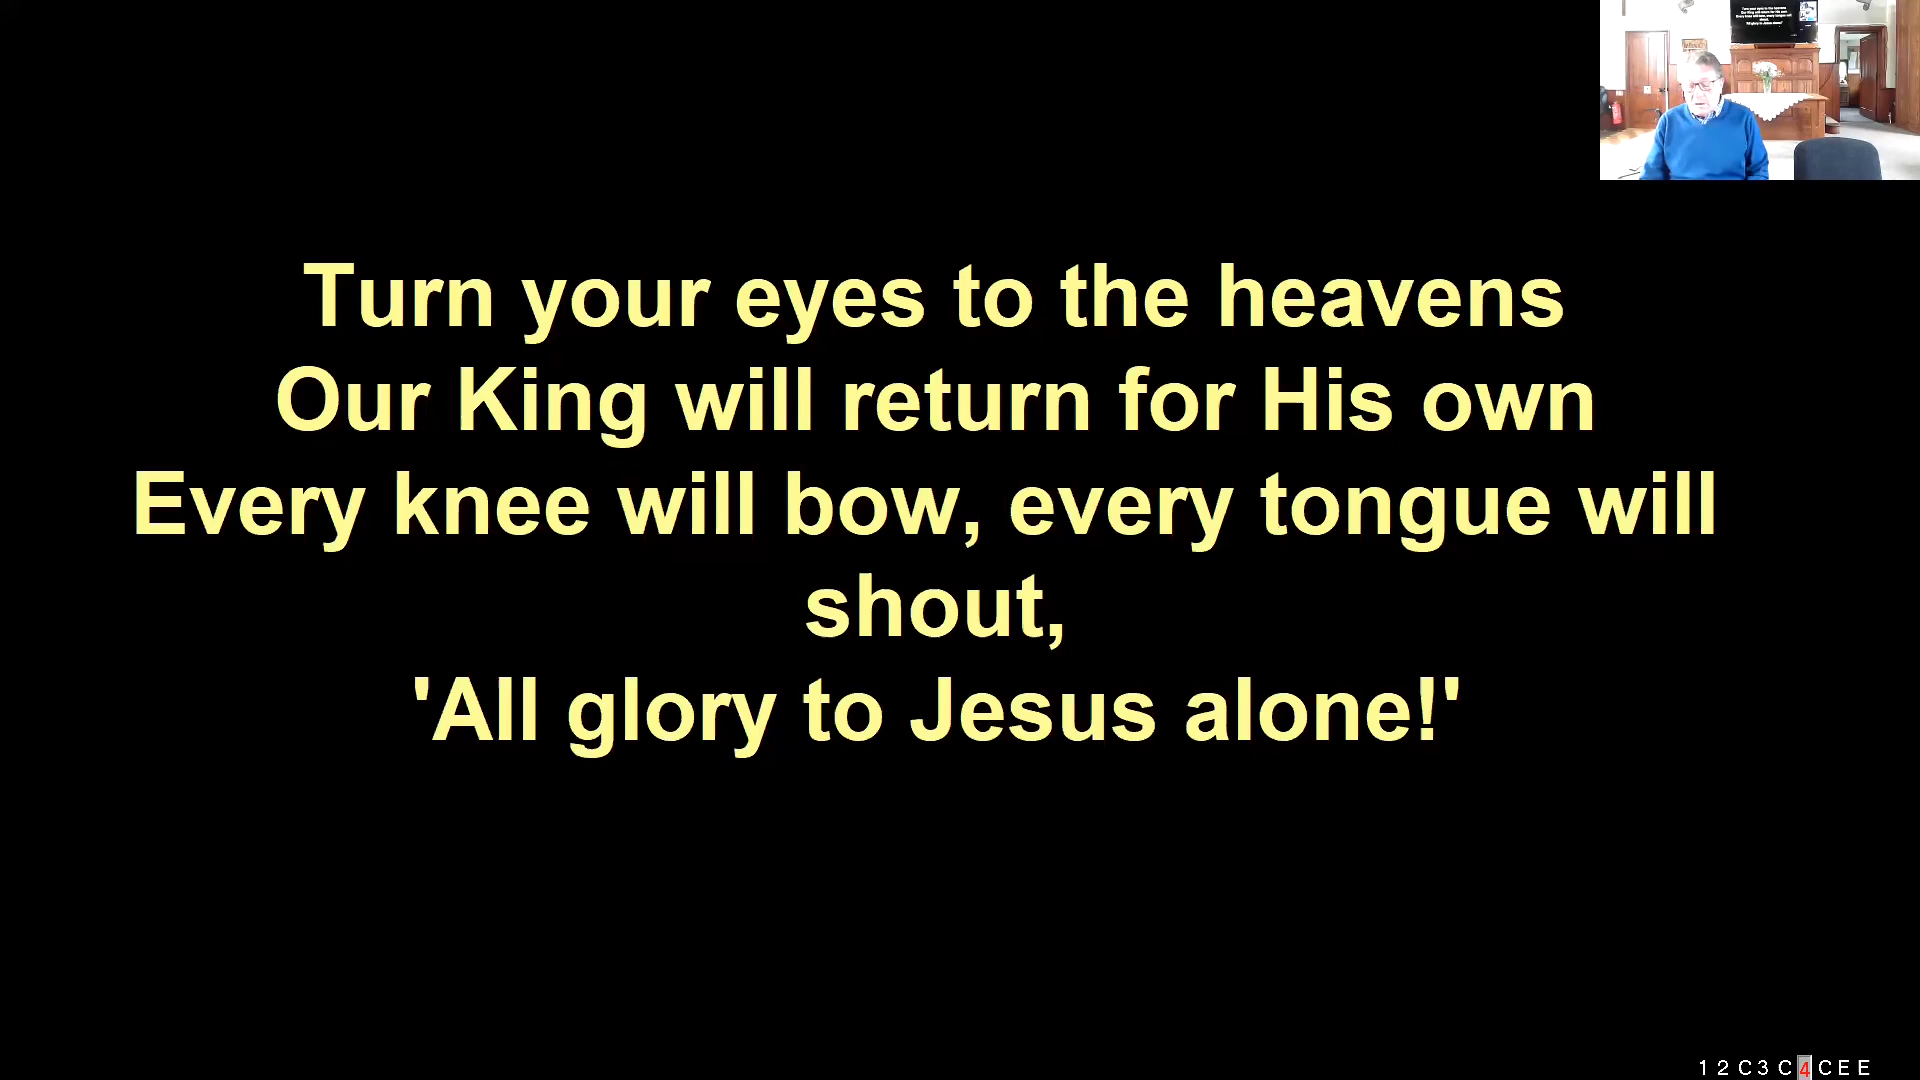 Turn your eyes to the heavens
Our King will return for His own
Every knee will bow, every tongue will
shout,
'All glory to Jesus alone!'
1 2 C 3 C 4 C E E